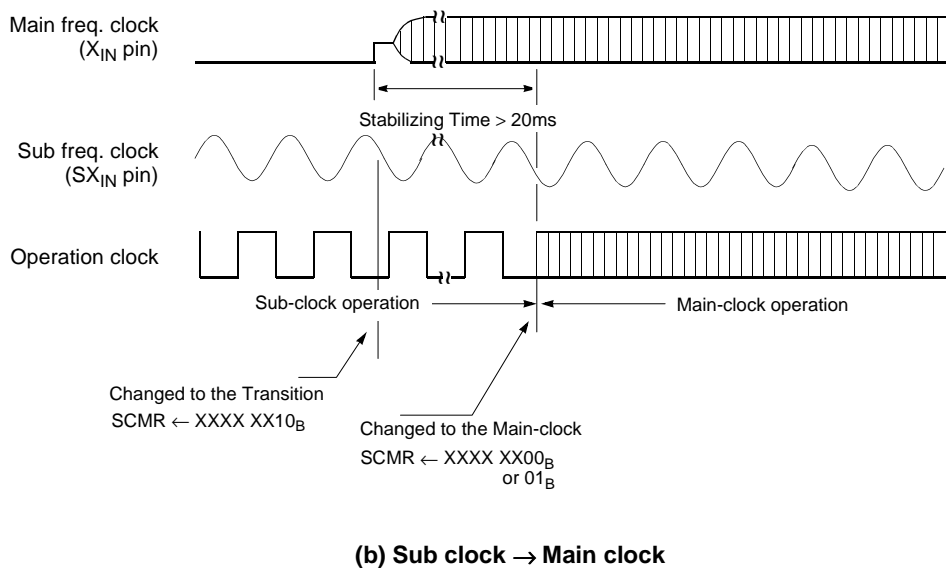 Main freq. clock
(XIN pin)
Stabilizing Time > 20ms
Sub freq. clock
(SXIN pin)
Operation clock
Sub-clock operation
Main-clock operation
Changed to the Transition
SCMR ← XXXX XX10B
Changed to the Main-clock
SCMR ← XXXX XX00B
or 01B
(b) Sub clock → Main clock